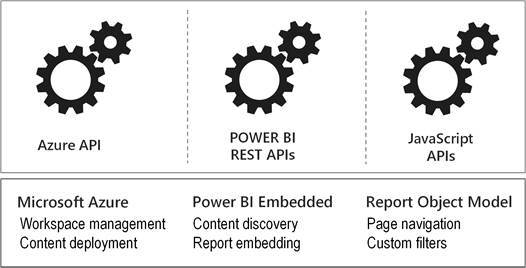 Azure API
POWER BI
REST APIs
JavaScript
APIs
Microsoft Azure
Workspace management
Content deployment
Power BI Embedded
Content discovery
Report embedding
Report Object Model
Page navigation
Custom filters